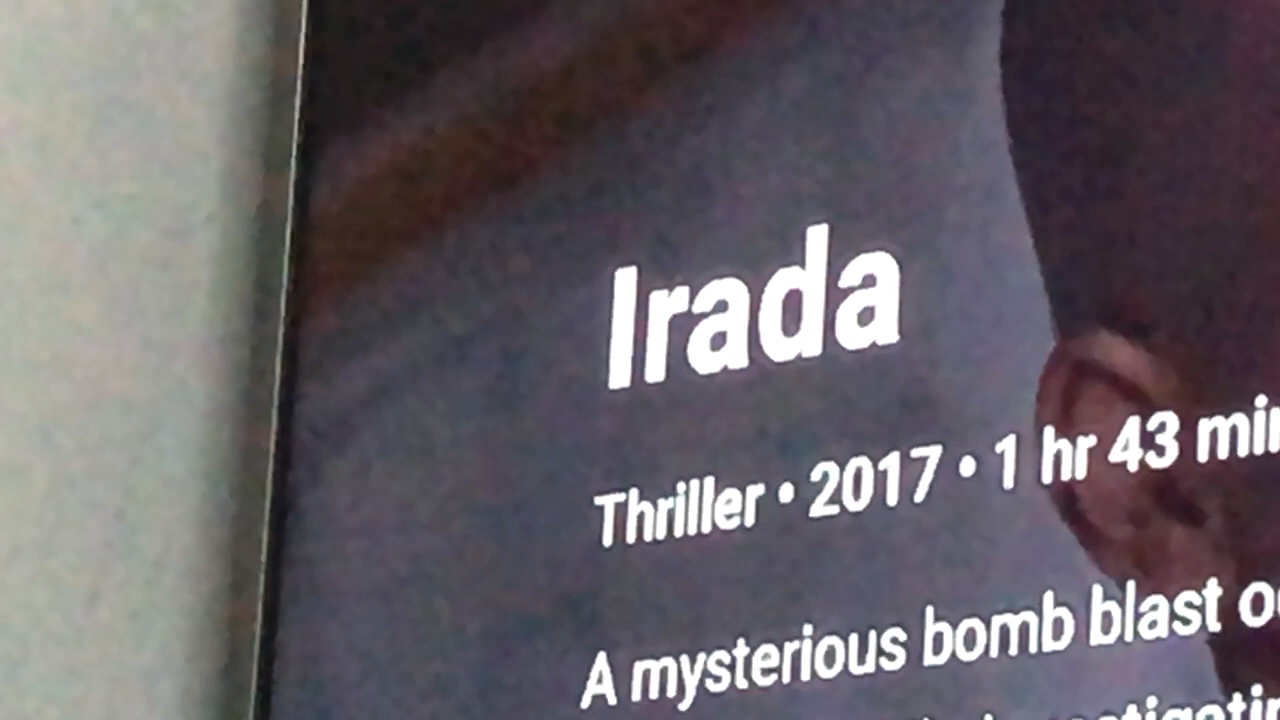 Irada
Thriller • 2017 • 1 hr 43 min
A mysterious bomb blast